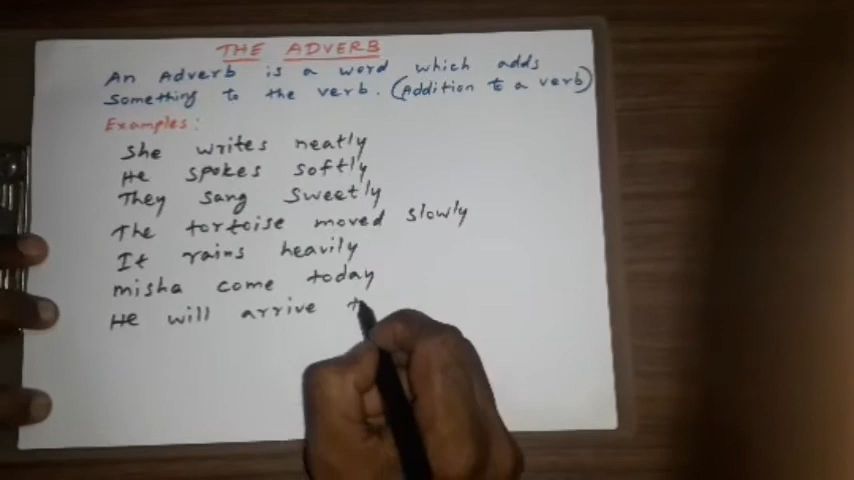 THE ADVERB
An Adverb is a word which adds
something to the verb. (Addition to a verb)
Examples:
She writes neatly
He spokes softly
They sang sweetly
The tortoise moved slowly
It rains heavily
misha come today
He will arrive t